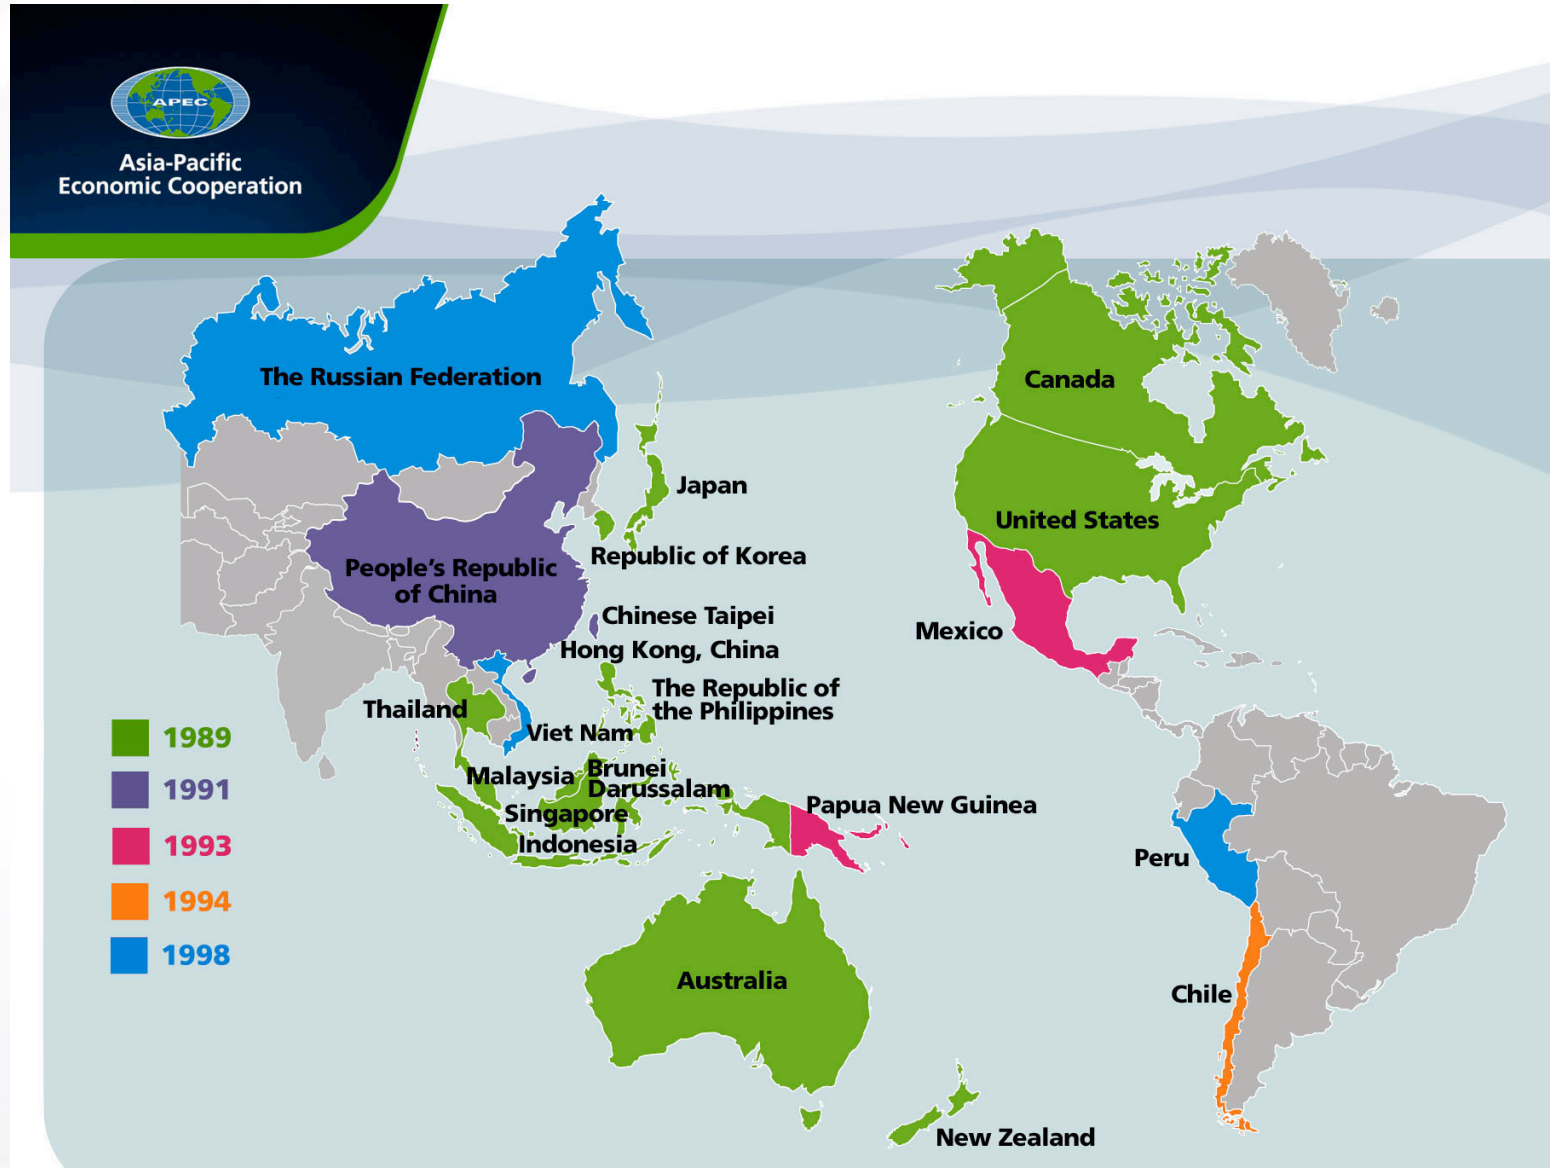 APEC
Asia-Pacific
Economic Cooperation
The Russian Federation
Canada
Japan
United States
Republic of Korea
People's Republic
of China
Chinese Taipei
Mexico
Hong Kong, China
The Republic of
the Philippines
Thailand
Viet Nam
Malaysia
Brunei
Darussalam
Singapore
Papua New Guinea
Indonesia
Peru
Australia
Chile
New Zealand
1989
1991
1993
1994
1998